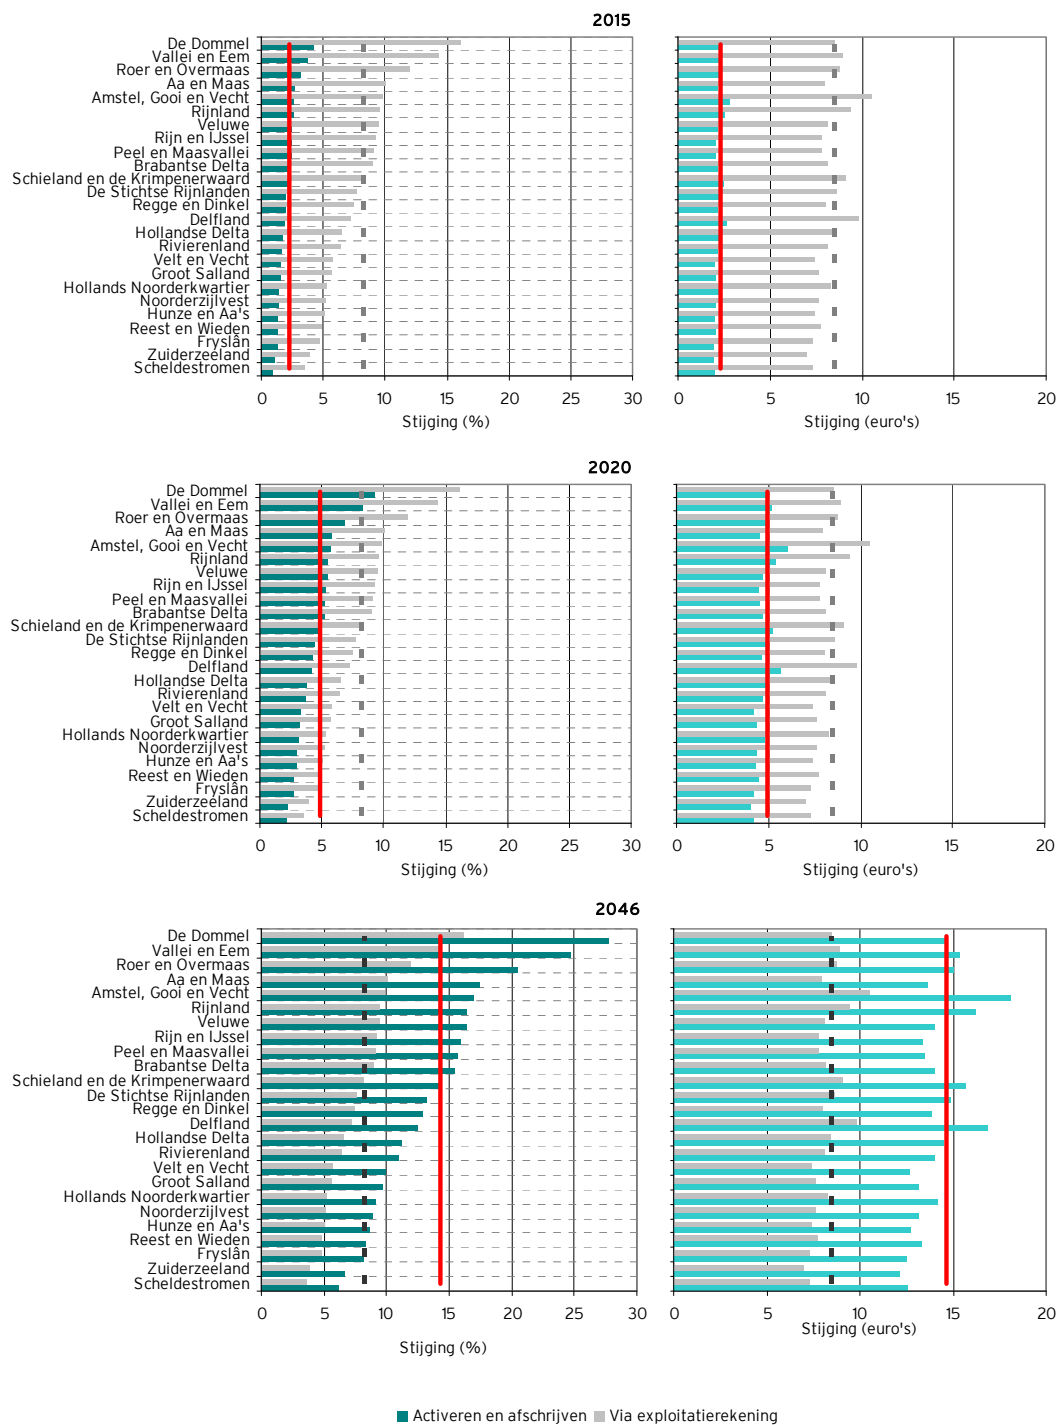 2015
De Dommel
Vallei en Eem
Roer en Overmaas
Aa en Maas
Amstel, Gooi en Vecht
Rijnland
Veluwe
Rijn en IJssel
Peel en Maasvallei
Brabantse Delta
Schieland en de Krimpenerwaard
De Stichtse Rijnlanden
Regge en Dinkel
Delfland
Hollandse Delta
Rivierenland
Velt en Vecht
Groot Salland
Hollands Noorderkwartier
Noorderzijlvest
Hunze en Aa's
Reest en Wieden
Fryslân
Zuiderzeeland
Scheldestromen
0 5 10 15 20 25 30 0 5 10 15 20
Stijging (%) Stijging (euro's)
2020
De Dommel
Vallei en Eem
Roer en Overmaas
Aa en Maas
Amstel, Gooi en Vecht
Rijnland
Veluwe
Rijn en IJssel
Peel en Maasvallei
Brabantse Delta
Schieland en de Krimpenerwaard
De Stichtse Rijnlanden
Regge en Dinkel
Delfland
Hollandse Delta
Rivierenland
Velt en Vecht
Groot Salland
Hollands Noorderkwartier
Noorderzijlvest
Hunze en Aa's
Reest en Wieden
Fryslân
Zuiderzeeland
Scheldestromen
0 5 10 15 20 25 30 0 5 10 15 20
Stijging (%) Stijging (euro's)
2046
De Dommel
Vallei en Eem
Roer en Overmaas
Aa en Maas
Amstel, Gooi en Vecht
Rijnland
Veluwe
Rijn en IJssel
Peel en Maasvallei
Brabantse Delta
Schieland en de Krimpenerwaard
De Stichtse Rijnlanden
Regge en Dinkel
Delfland
Hollandse Delta
Rivierenland
Velt en Vecht
Groot Salland
Hollands Noorderkwartier
Noorderzijlvest
Hunze en Aa's
Reest en Wieden
Fryslân
Zuiderzeeland
Scheldestromen
0 5 10 15 20 25 30 0 5 10 15 20
Stijging (euro's)
Stijging (%)
Activeren en afschrijven Via exploitatierekening